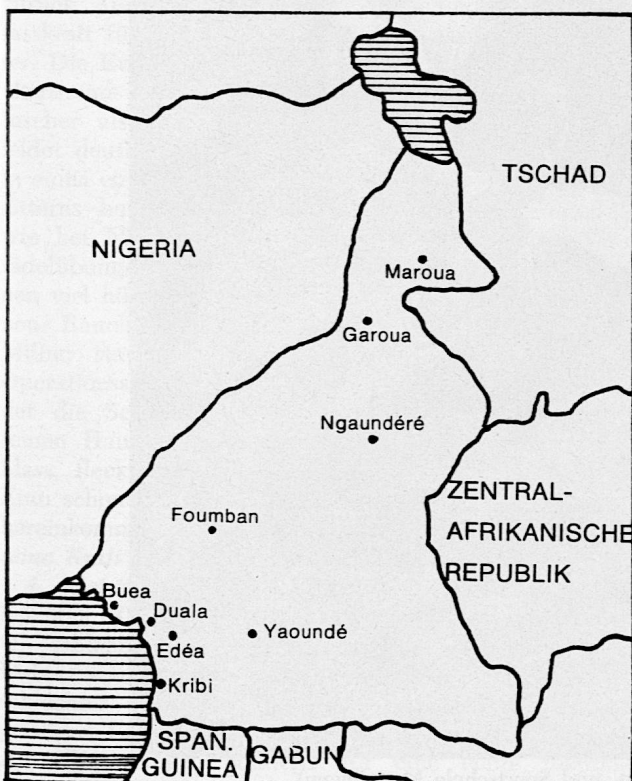 TSCHAD
NIGERIA
Maroua
Garoua
Ngaundéré
ZENTRAL-
AFRIKANISCHE
REPUBLIK
Foumban
Buea
Duala
Edéa
Yaoundé
Kribi
SPAN.
GUINEA
GABUN